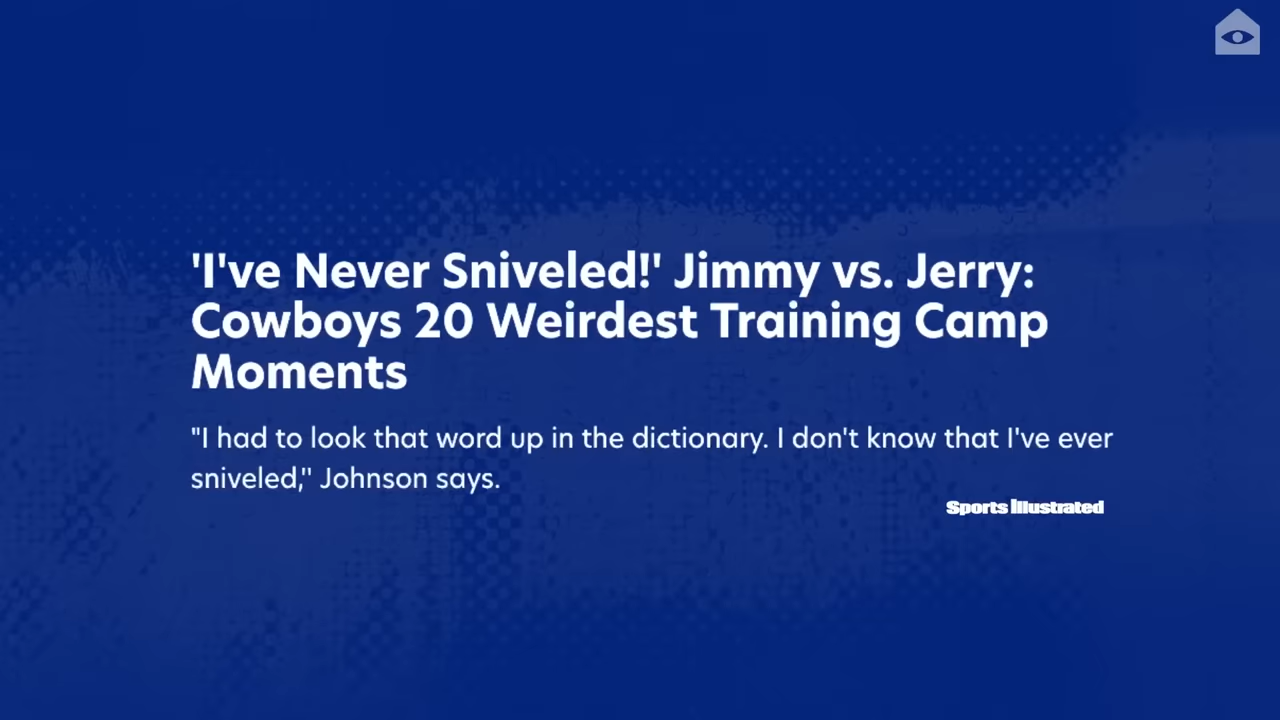 'I've Never Sniveled!' Jimmy vs. Jerry:
Cowboys 20 Weirdest Training Camp
Moments
"I had to look that word up in the dictionary. I don't know that I've ever
sniveled," Johnson says.
Sports Illustrated